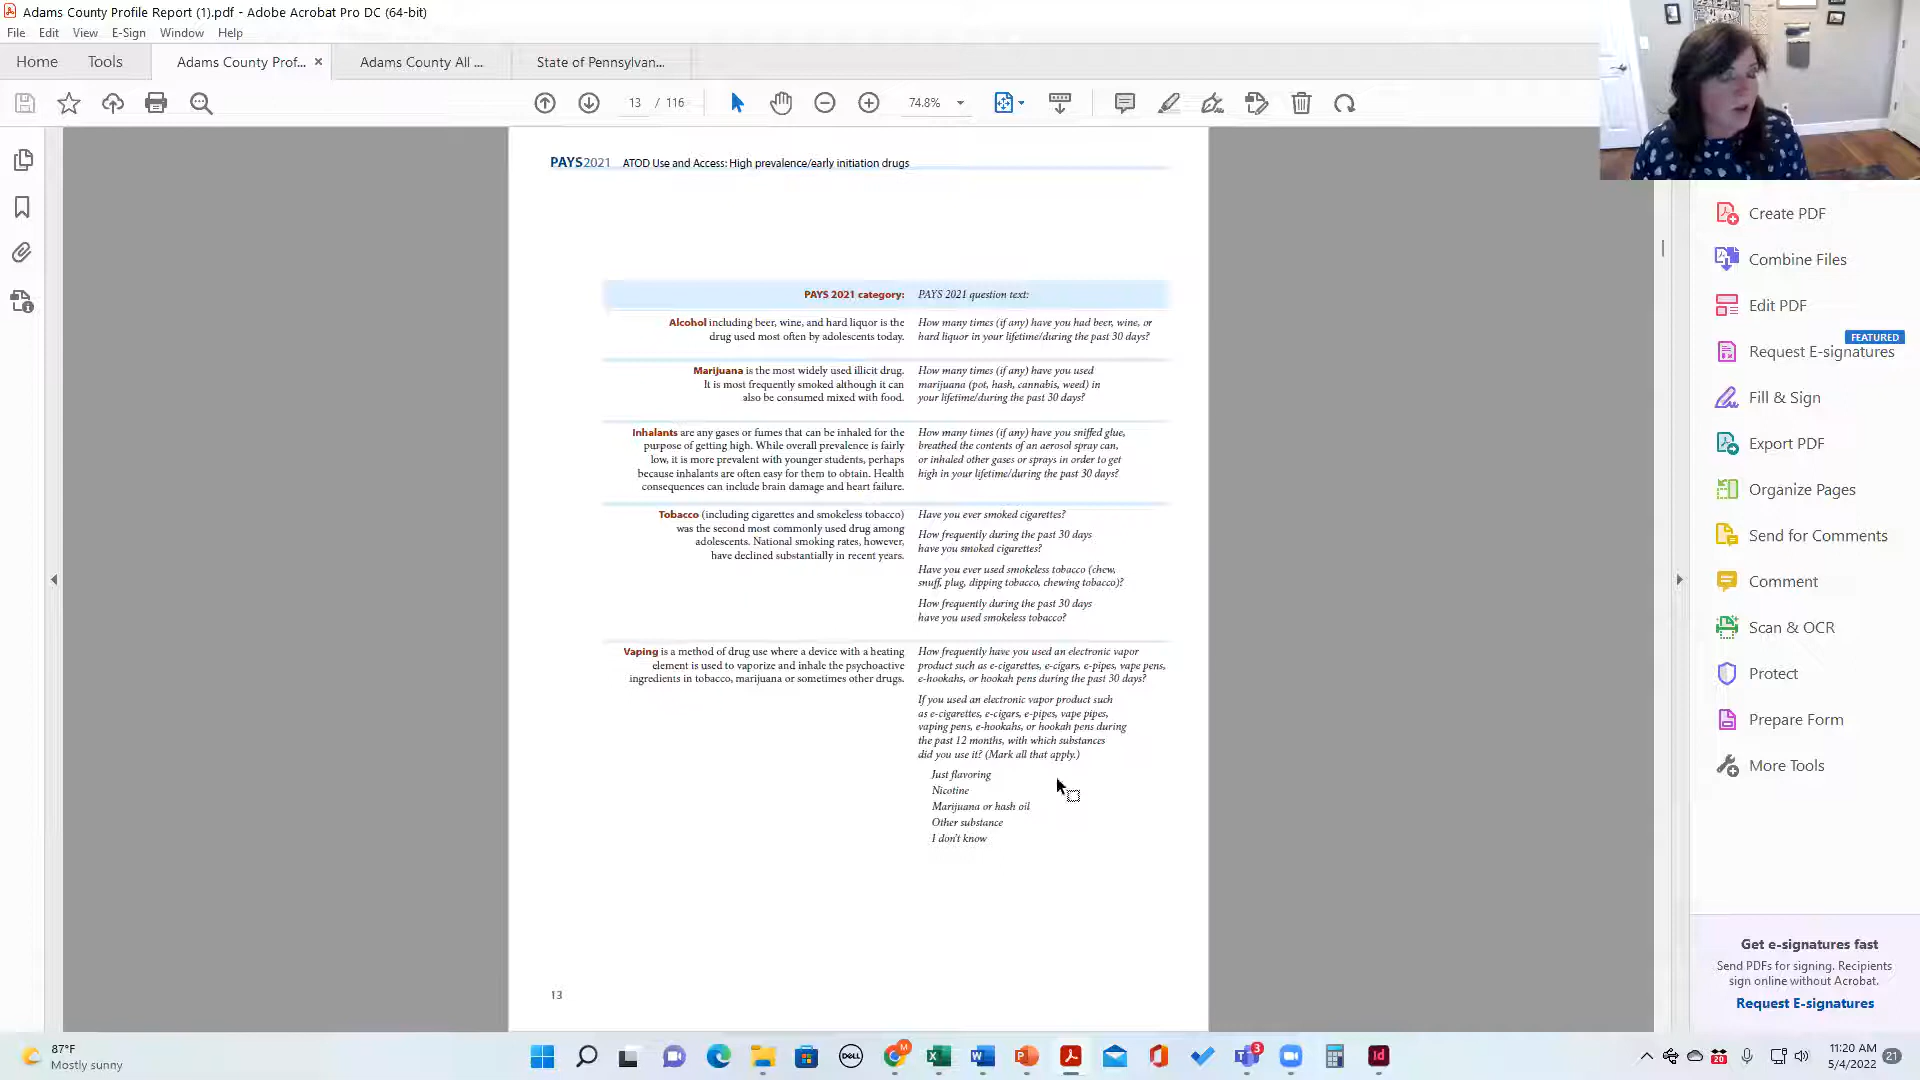 Adams County Profile Report (1).pdf - Adobe Acrobat Pro DC (64-bit)
File Edit View E-Sign Window Help
Home Tools Adams County Prof... × Adams County All ... State of Pennsylvan...
13 / 116 74.8%
PAYS2021 ATOD Use and Access: High prevalence/early initiation drugs
PAYS 2021 category: PAYS 2021 question text:
Alcohol including beer, wine, and hard liquor is the
drug used most often by adolescents today.
How many times (if any) have you had beer, wine, or
hard liquor in your lifetime/during the past 30 days?
Marijuana is the most widely used illicit drug.
It is most frequently smoked although it can
also be consumed mixed with food.
How many times (if any) have you used
marijuana (pot, hash, cannabis, weed) in
your lifetime/during the past 30 days?
Inhalants are any gases or fumes that can be inhaled for the
purpose of getting high. While overall prevalence is fairly
low, it is more prevalent with younger students, perhaps
because inhalants are often easy for them to obtain. Health
consequences can include brain damage and heart failure.
How many times (if any) have you sniffed glue,
breathed the contents of an aerosol spray can,
or inhaled other gases or sprays in order to get
high in your lifetime/during the past 30 days?
Tobacco (including cigarettes and smokeless tobacco)
was the second most commonly used drug among
adolescents. National smoking rates, however,
have declined substantially in recent years.
Have you ever smoked cigarettes?
How frequently during the past 30 days
have you smoked cigarettes?
Have you ever used smokeless tobacco (chew,
snuff, plug, dipping tobacco, chewing tobacco)?
How frequently during the past 30 days
have you used smokeless tobacco?
Vaping is a method of drug use where a device with a heating
element is used to vaporize and inhale the psychoactive
ingredients in tobacco, marijuana or sometimes other drugs.
How frequently have you used an electronic vapor
product such as e-cigarettes, e-cigars, e-pipes, vape pens,
e-hookahs, or hookah pens during the past 30 days?
If you used an electronic vapor product such
as e-cigarettes, e-cigars, e-pipes, vape pipes,
vaping pens, e-hookahs, or hookah pens during
the past 12 months, with which substances
did you use it? (Mark all that apply.)
Just flavoring
Nicotine
Marijuana or hash oil
Other substance
I don't know
13
Create PDF
Combine Files
Edit PDF
FEATURED
Request E-signatures
Fill & Sign
Export PDF
Organize Pages
Send for Comments
Comment
Scan & OCR
Protect
Prepare Form
More Tools
Get e-signatures fast
Send PDFs for signing. Recipients
sign online without Acrobat.
Request E-signatures
87°F
Mostly sunny
DELL
M
3
Id
20
11:20 AM
5/4/2022
21